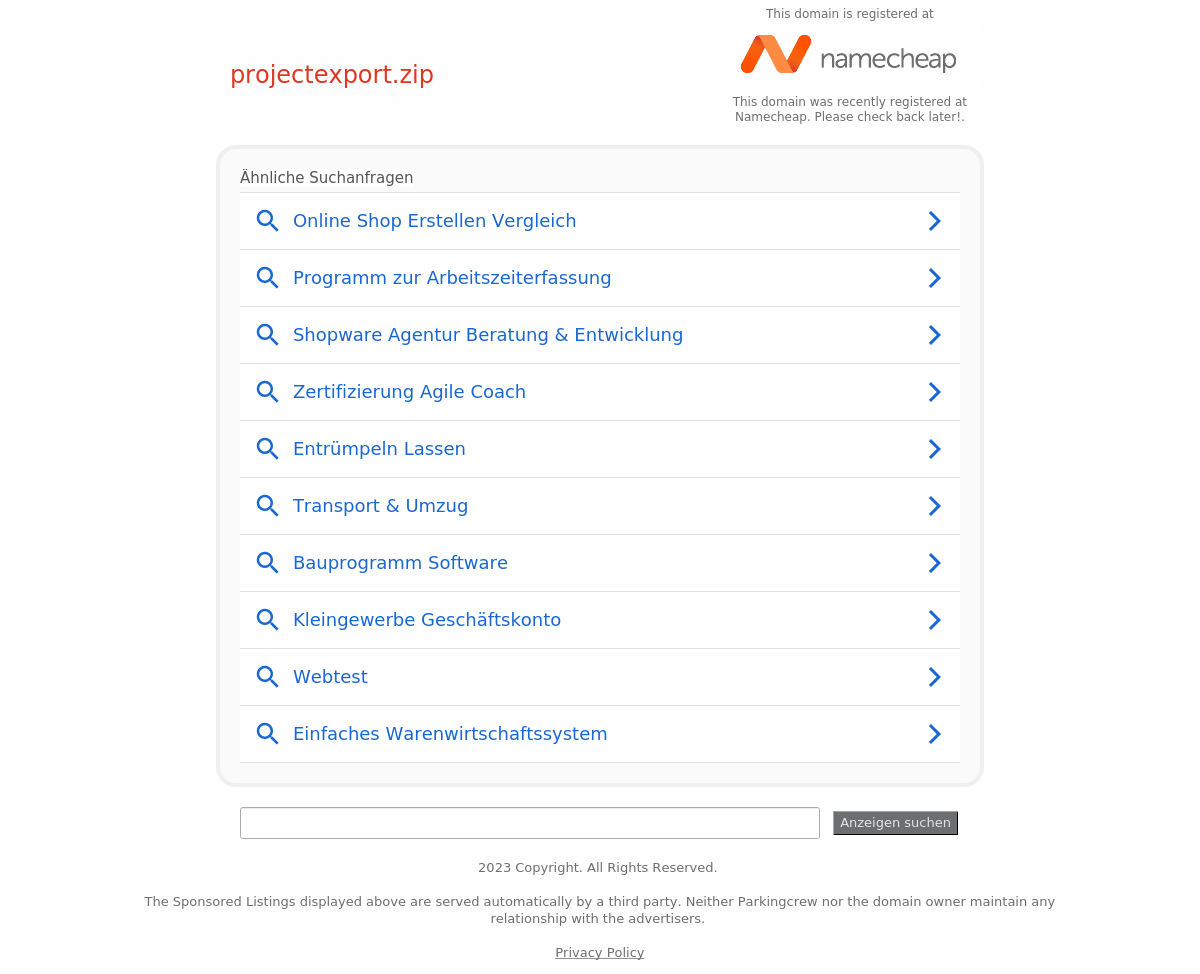 This domain is registered at
namecheap
projectexport.zip
This domain was recently registered at
Namecheap. Please check back later!.
Ähnliche Suchanfragen
Online Shop Erstellen Vergleich
Programm zur Arbeitszeiterfassung
Shopware Agentur Beratung & Entwicklung
Zertifizierung Agile Coach
Entrümpeln Lassen
Transport & Umzug
Bauprogramm Software
Kleingewerbe Geschäftskonto
Webtest
Einfaches Warenwirtschaftssystem
Anzeigen suchen
2023 Copyright. All Rights Reserved.
The Sponsored Listings displayed above are served automatically by a third party. Neither Parkingcrew nor the domain owner maintain any
relationship with the advertisers.
Privacy Policy